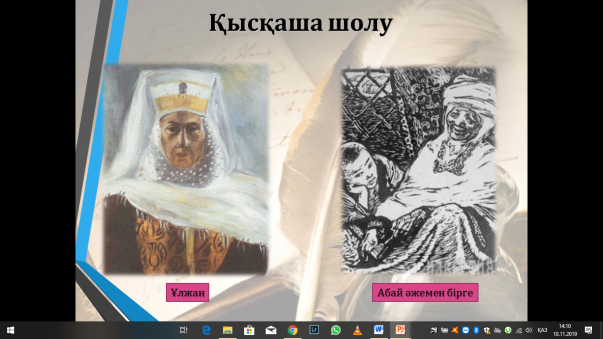 Қысқаша шолу
Ұлжан
Абай әжемен бірге
ҚАЗ
14:10
10.11.2019